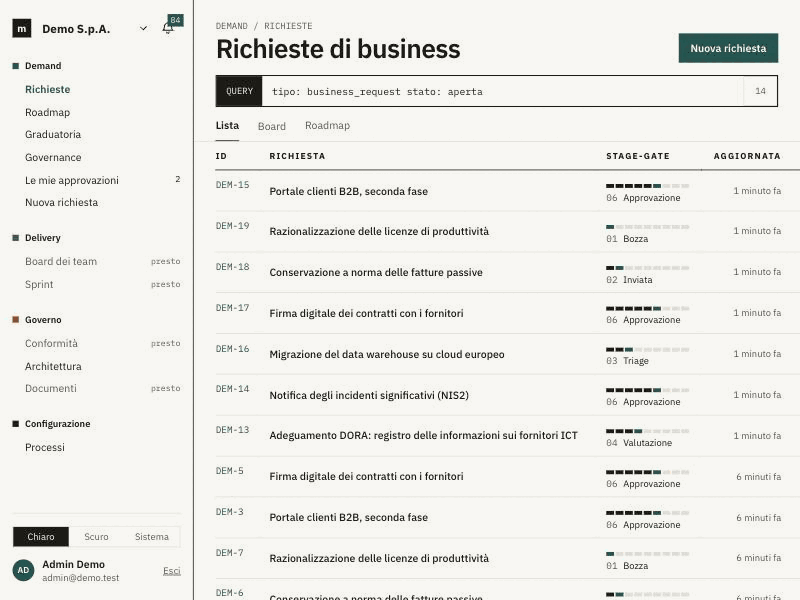 m Demo S.p.A. 84
Demand
Richieste
Roadmap
Graduatoria
Governance
Le mie approvazioni 2
Nuova richiesta
Delivery
Board dei team presto
Sprint presto
Governo
Conformità presto
Architettura
Documenti presto
Configurazione
Processi
Chiaro Scuro Sistema
AD Admin Demo
admin@demo.test
Esci
DEMAND / RICHIESTE
Richieste di business
Nuova richiesta
QUERY tipo: business_request stato: aperta 14
Lista Board Roadmap
ID RICHIESTA STAGE-GATE AGGIORNATA
DEM-15 Portale clienti B2B, seconda fase 06 Approvazione 1 minuto fa
DEM-19 Razionalizzazione delle licenze di produttività 01 Bozza 1 minuto fa
DEM-18 Conservazione a norma delle fatture passive 02 Inviata 1 minuto fa
DEM-17 Firma digitale dei contratti con i fornitori 06 Approvazione 1 minuto fa
DEM-16 Migrazione del data warehouse su cloud europeo 03 Triage 1 minuto fa
DEM-14 Notifica degli incidenti significativi (NIS2) 06 Approvazione 1 minuto fa
DEM-13 Adeguamento DORA: registro delle informazioni sui fornitori ICT 04 Valutazione 1 minuto fa
DEM-5 Firma digitale dei contratti con i fornitori 06 Approvazione 6 minuti fa
DEM-3 Portale clienti B2B, seconda fase 06 Approvazione 6 minuti fa
DEM-7 Razionalizzazione delle licenze di produttività 01 Bozza 6 minuti fa
DEM-6 Conservazione a norma delle fatture passive 6 minuti fa